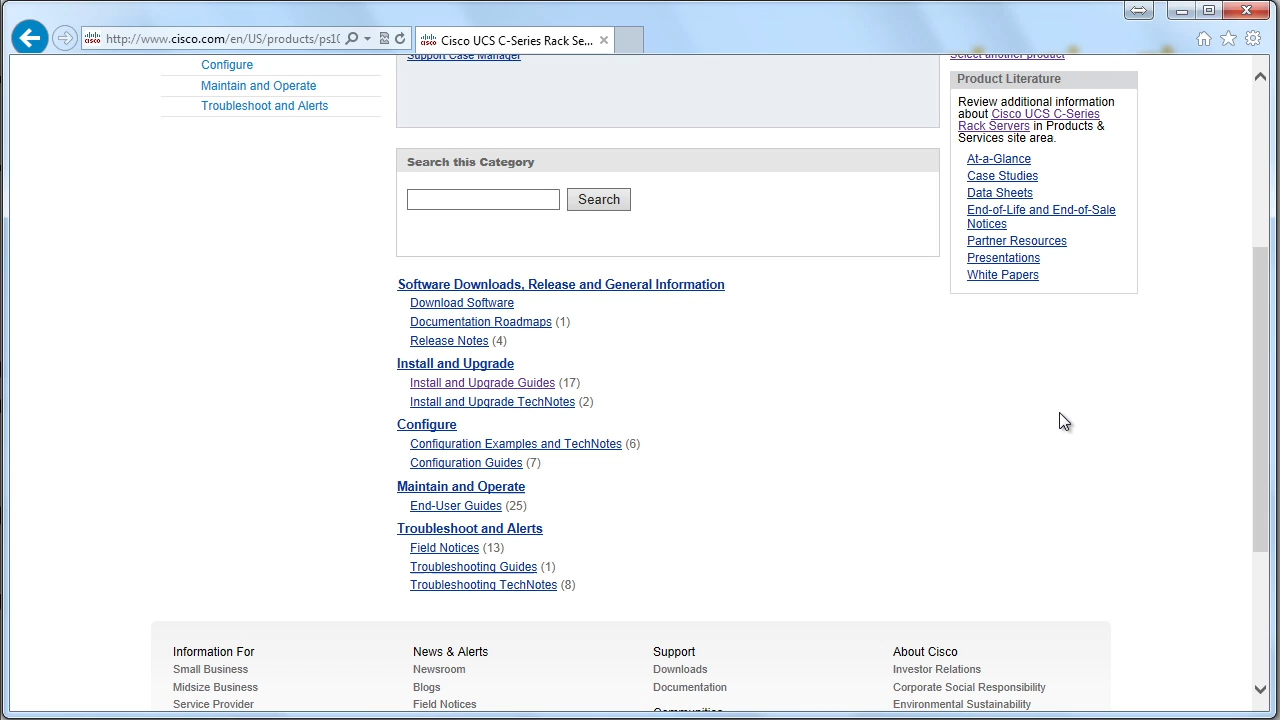 http://www.cisco.com/en/US/products/ps10
Cisco UCS C-Series Rack Se...
Configure
Maintain and Operate
Troubleshoot and Alerts
Support Case Manager
Search this Category
Search
Software Downloads, Release and General Information
Download Software
Documentation Roadmaps (1)
Release Notes (4)
Install and Upgrade
Install and Upgrade Guides (17)
Install and Upgrade TechNotes (2)
Configure
Configuration Examples and TechNotes (6)
Configuration Guides (7)
Maintain and Operate
End-User Guides (25)
Troubleshoot and Alerts
Field Notices (13)
Troubleshooting Guides (1)
Troubleshooting TechNotes (8)
Select another product
Product Literature
Review additional information
about Cisco UCS C-Series
Rack Servers in Products &
Services site area.
At-a-Glance
Case Studies
Data Sheets
End-of-Life and End-of-Sale
Notices
Partner Resources
Presentations
White Papers
Information For
Small Business
Midsize Business
Service Provider
News & Alerts
Newsroom
Blogs
Field Notices
Support
Downloads
Documentation
Communities
About Cisco
Investor Relations
Corporate Social Responsibility
Environmental Sustainability